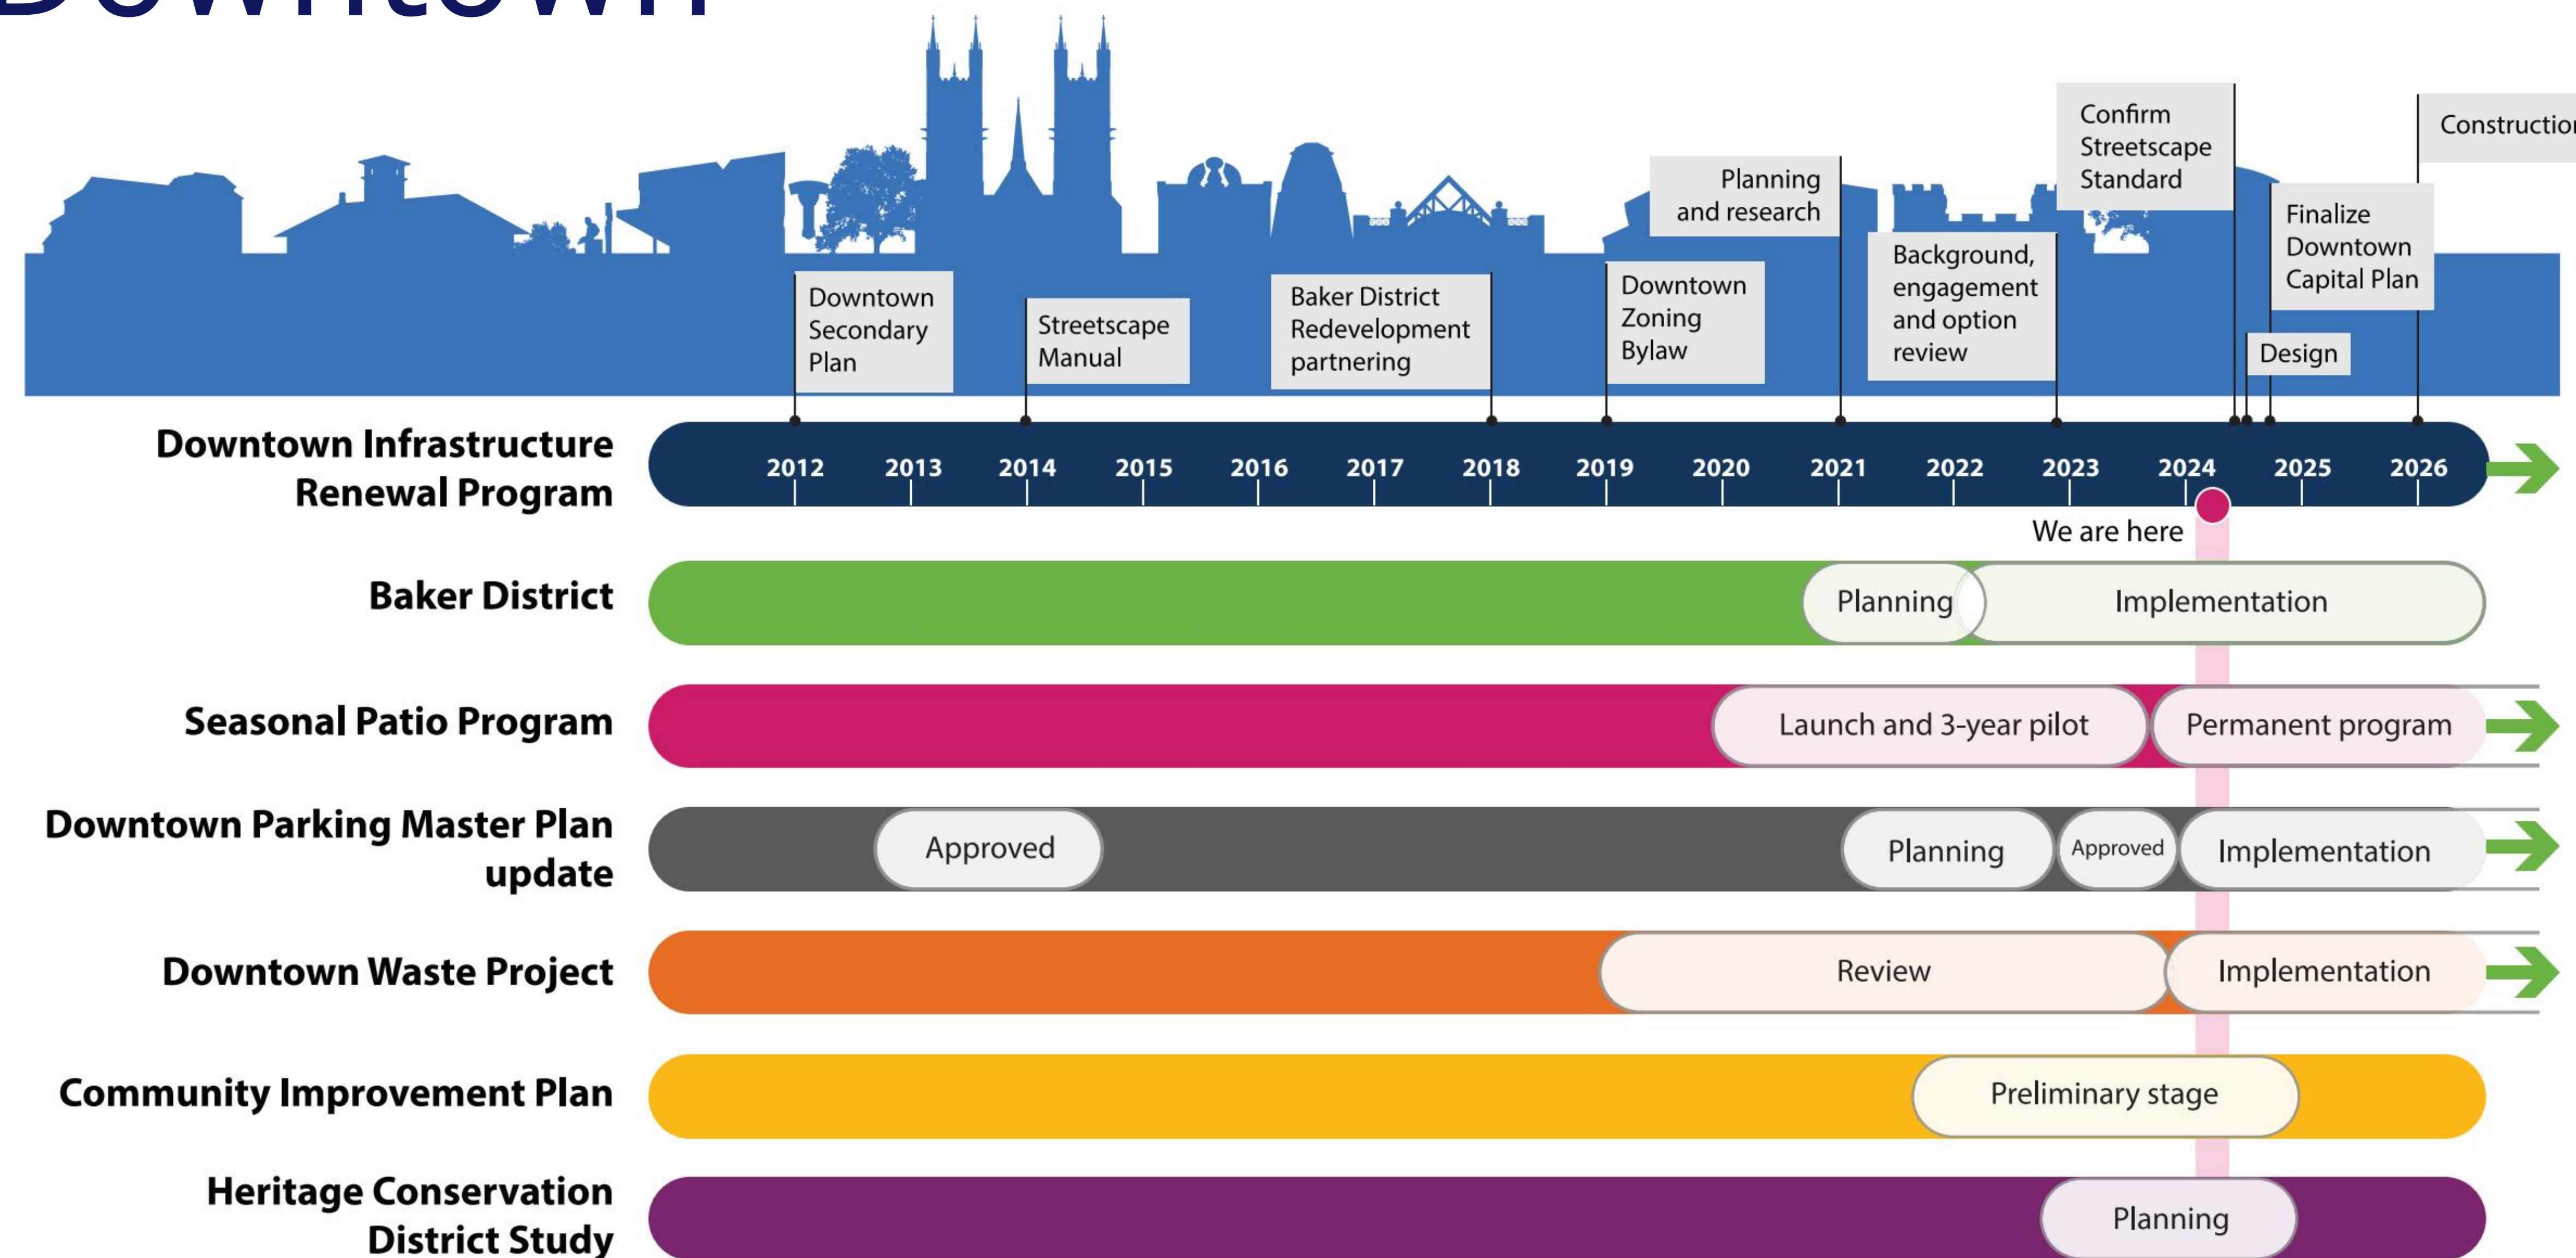 Downtown
Confirm
Streetscape
Standard
Construction
Planning
and research
Finalize
Downtown
Capital Plan
Background,
engagement
and option
review
Downtown
Secondary
Plan
Streetscape
Manual
Baker District
Redevelopment
partnering
Downtown
Zoning
Bylaw
Design
Downtown Infrastructure
Renewal Program
2012 2013 2014 2015 2016 2017 2018 2019 2020 2021 2022 2023 2024 2025 2026
We are here
Baker District
Planning
Implementation
Seasonal Patio Program
Launch and 3-year pilot
Permanent program
Downtown Parking Master Plan
update
Approved
Planning
Approved
Implementation
Downtown Waste Project
Review
Implementation
Community Improvement Plan
Preliminary stage
Heritage Conservation
District Study
Planning